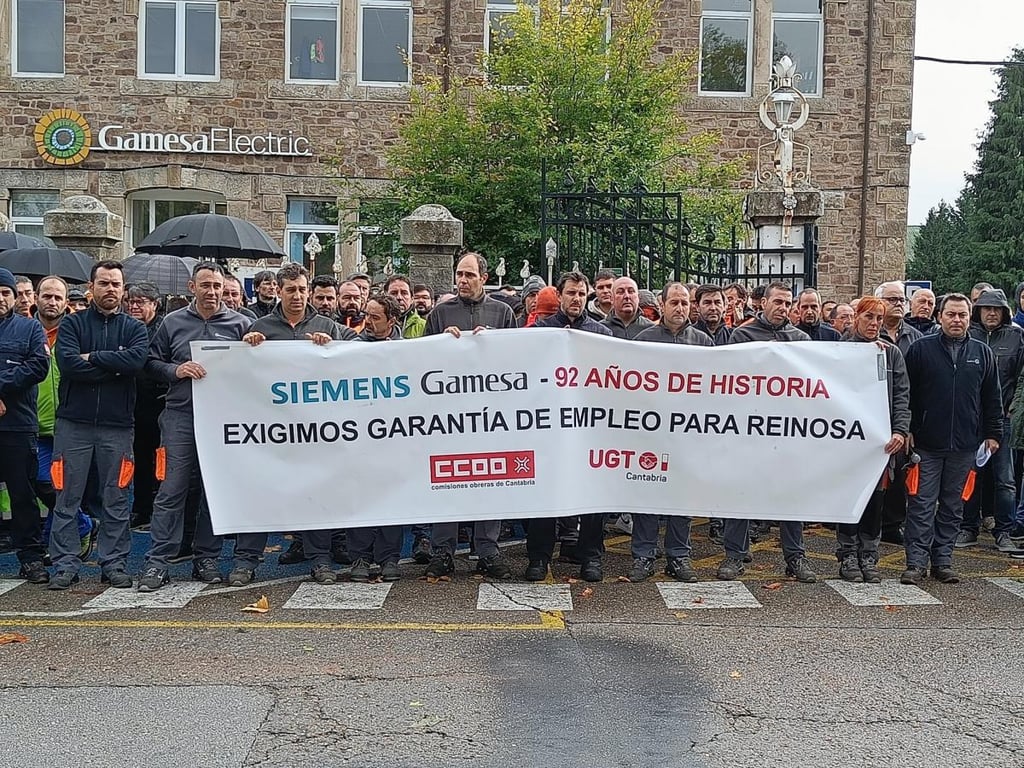 GamesaElectric
SIEMENS Gamesa - 92 AÑOS DE HISTORIA
EXIGIMOS GARANTÍA DE EMPLEO PARA REINOSA
CCOO
comisiones obreras de Cantabria
UGT
Cantabria